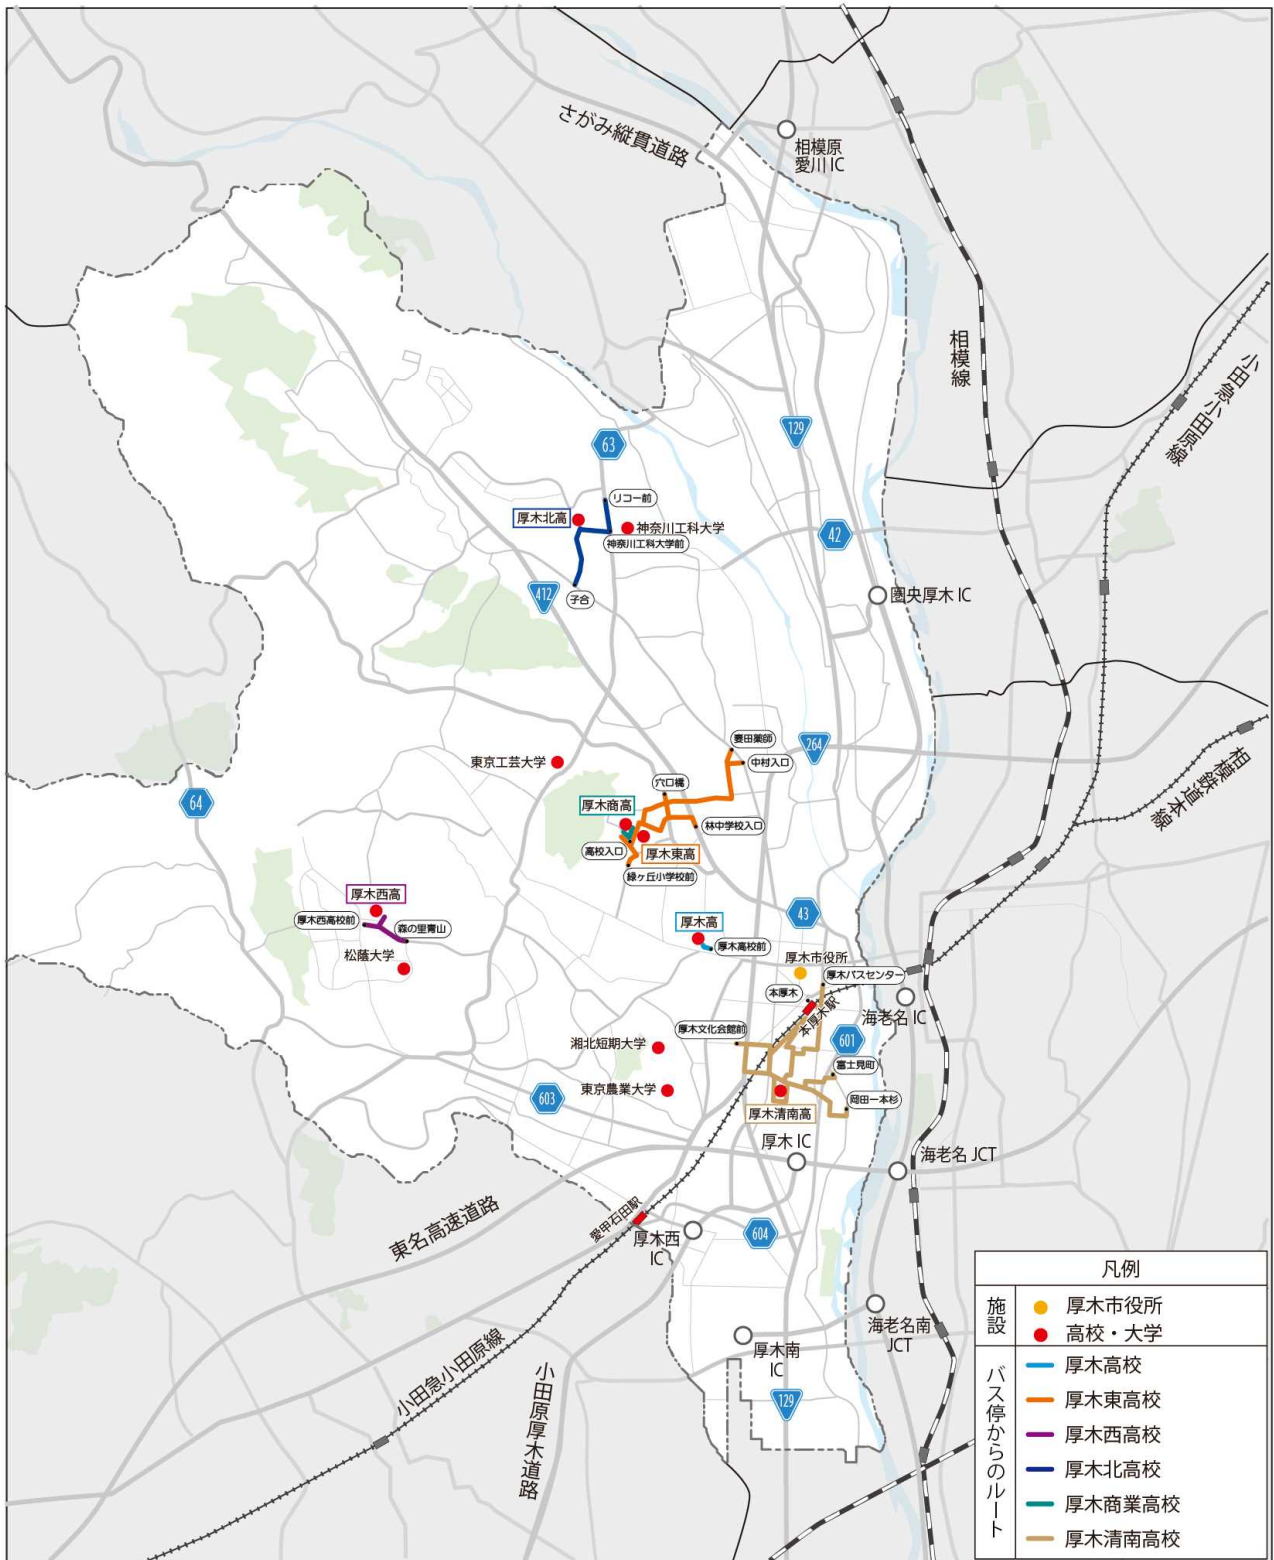 さがみ縦貫道路
相模原
愛川 IC
相模線
小田急小田原線
63
129
リコー前
厚木北高
神奈川工科大学
神奈川工科大学前
42
412
子合
圏央厚木 IC
妻田薬師
264
中村入口
東京工芸大学
穴口橋
相模鉄道本線
64
厚木商高
林中学校入口
高校入口
厚木東高
緑ヶ丘小学校前
厚木西高
厚木西高校前
森の里青山
松蔭大学
厚木高
43
厚木高校前
厚木市役所
厚木バスセンター
本厚木
本厚木駅
海老名 IC
厚木文化会館前
601
湘北短期大学
富士見町
東京農業大学
603
岡田一本杉
厚木清南高
厚木 IC
海老名 JCT
東名高速道路
愛甲石田駅
厚木西
IC
604
海老名南
JCT
厚木南
IC
小田急小田原線
小田原厚木道路
129
凡例
施設
厚木市役所
高校・大学
バス停からのルート
厚木高校
厚木東高校
厚木西高校
厚木北高校
厚木商業高校
厚木清南高校